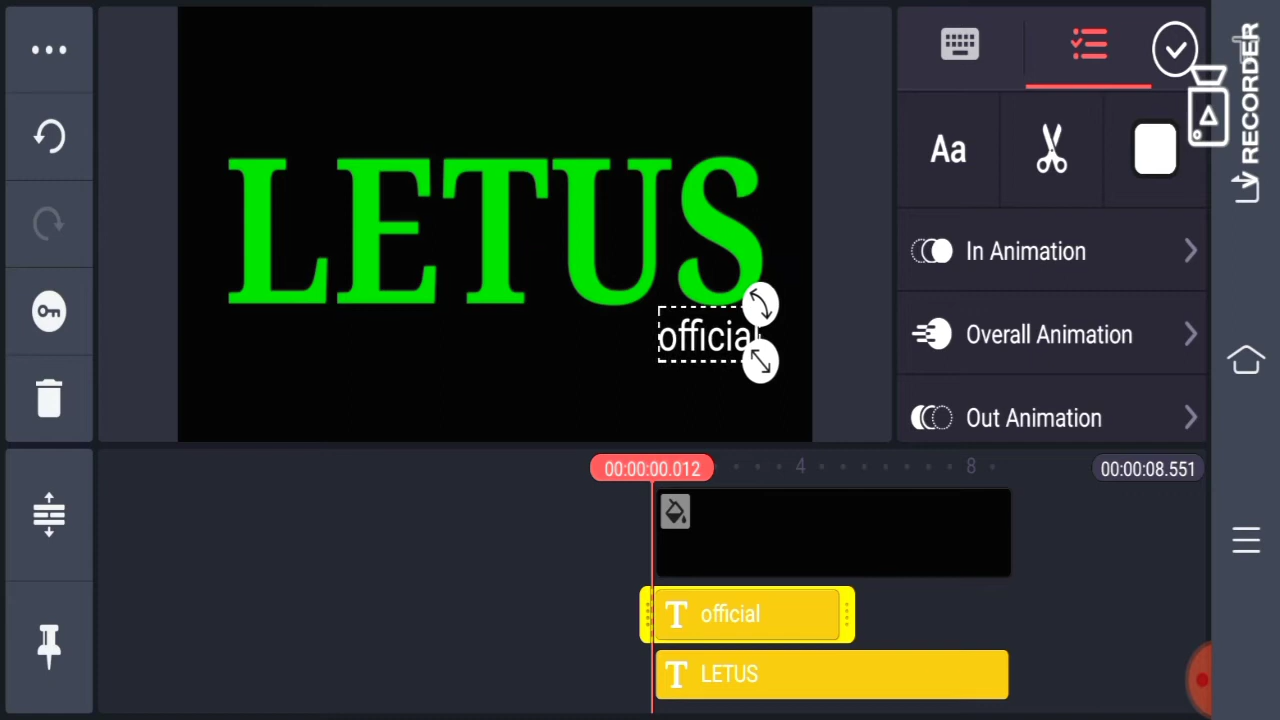 LETUS
official
Aa
In Animation
Overall Animation
Out Animation
V RECORDER
00:00:00.012
4
8
00:00:08.551
T official
T LETUS